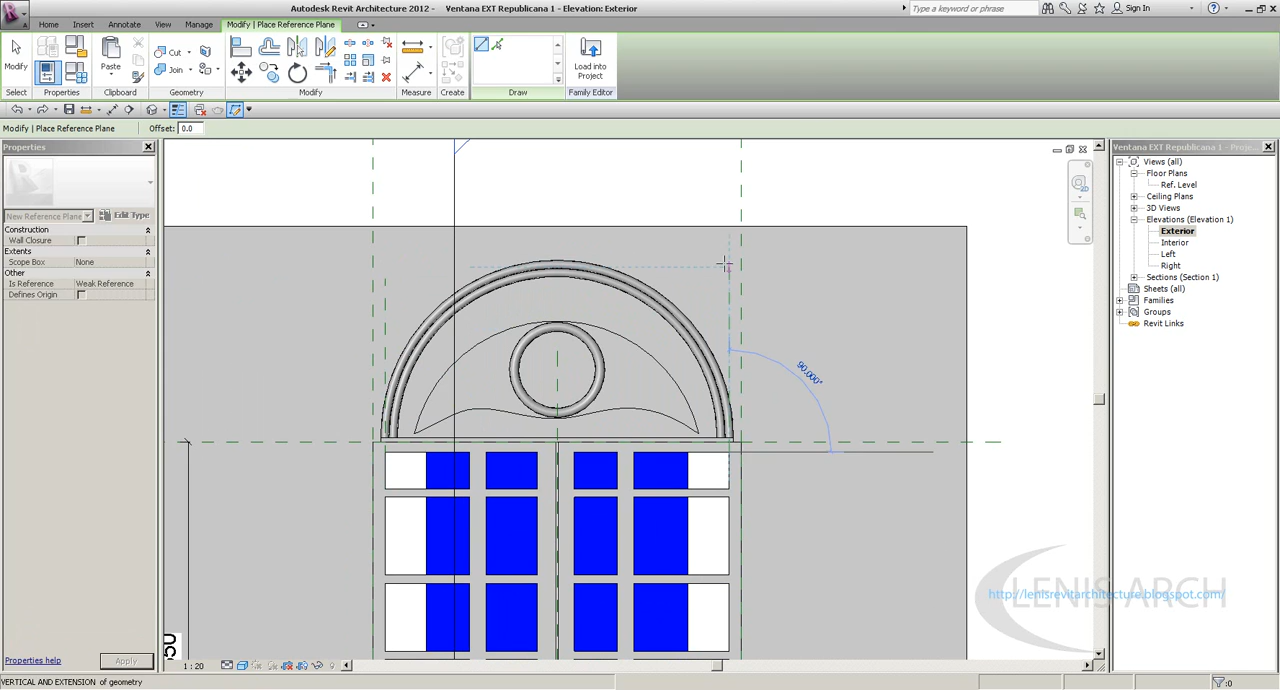 Autodesk Revit Architecture 2012 - Ventana EXT Republicana 1 - Elevation: Exterior
Type a keyword or phrase
Sign In
Home Insert Annotate View Manage Modify | Place Reference Plane
Modify
Paste
Cut
Join
Load into
Project
Select Properties Clipboard Geometry Modify Measure Create Draw Family Editor
Modify | Place Reference Plane Offset: 0.0
Properties
New Reference Plane Edit Type
Construction
Wall Closure
Extents
Scope Box None
Other
Is Reference Weak Reference
Defines Origin
Properties help Apply
90.000°
1 : 20
VERTICAL AND EXTENSION of geometry
:0
Ventana EXT Republicana 1 - Proje...
Views (all)
Floor Plans
Ref. Level
Ceiling Plans
3D Views
Elevations (Elevation 1)
Exterior
Interior
Left
Right
Sections (Section 1)
Sheets (all)
Families
Groups
Revit Links
LENIS ARCH
http://lenisrevitarchitecture.blogspot.com/